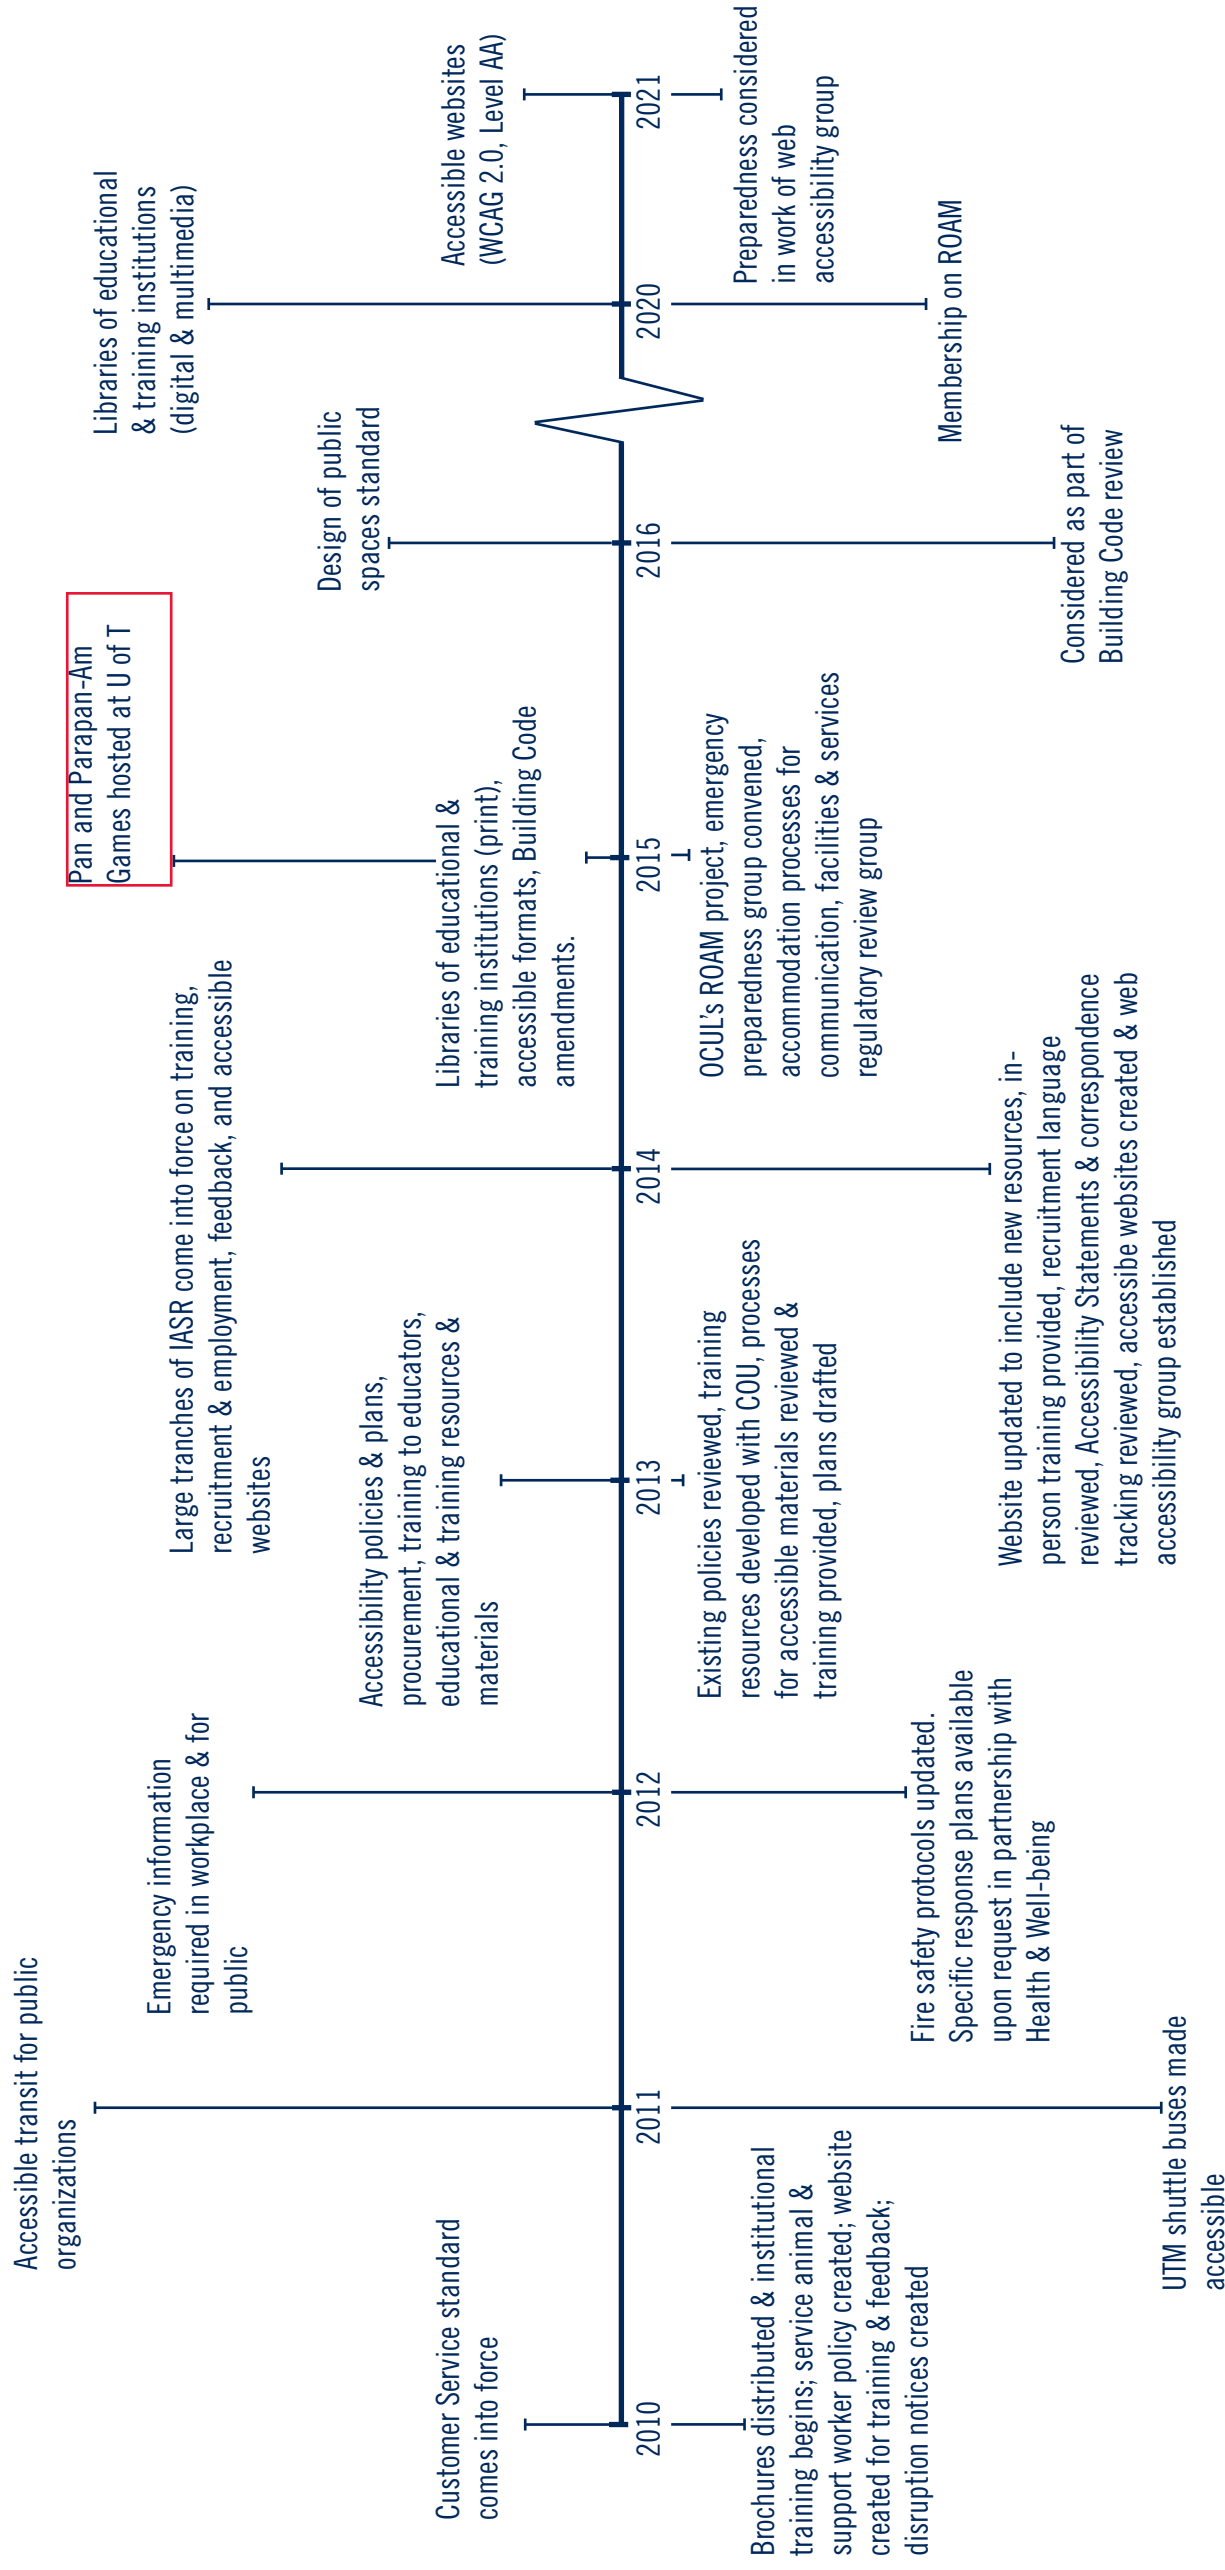 Customer Service standard
comes into force
2010
Brochures distributed & institutional
training begins; service animal &
support worker policy created; website
created for training & feedback;
disruption notices created
Accessible transit for public
organizations
2011
UTM shuttle buses made
accessible
Emergency information
required in workplace & for
public
2012
Fire safety protocols updated.
Specific response plans available
upon request in partnership with
Health & Well-being
Accessibility policies & plans,
procurement, training to educators,
educational & training resources &
materials
2013
Existing policies reviewed, training
resources developed with COU, processes
for accessible materials reviewed &
training provided, plans drafted
Large tranches of IASR come into force on training,
recruitment & employment, feedback, and accessible
websites
2014
Website updated to include new resources, in-
person training provided, recruitment language
reviewed, Accessibility Statements & correspondence
tracking reviewed, accessibe websites created & web
accessibility group established
Pan and Parapan-Am
Games hosted at U of T
Libraries of educational &
training institutions (print),
accessible formats, Building Code
amendments.
2015
OCUL's ROAM project, emergency
preparedness group convened,
accommodation processes for
communication, facilities & services
regulatory review group
Design of public
spaces standard
2016
Considered as part of
Building Code review
Libraries of educational
& training institutions
(digital & multimedia)
2020
Membership on ROAM
Accessible websites
(WCAG 2.0, Level AA)
2021
Preparedness considered
in work of web
accessibility group